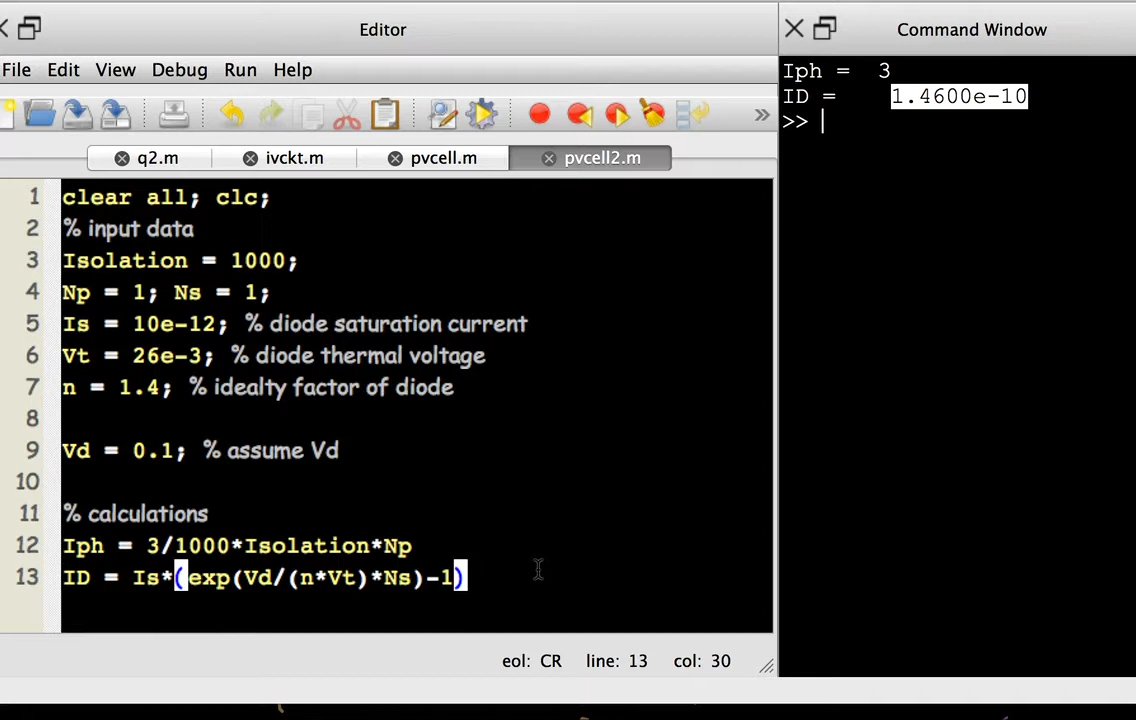 Editor
File Edit View Debug Run Help
»
q2.m ivckt.m pvcell.m pvcell2.m
1 clear all; clc;
2 % input data
3 Isolation = 1000;
4 Np = 1; Ns = 1;
5 Is = 10e-12; % diode saturation current
6 Vt = 26e-3; % diode thermal voltage
7 n = 1.4; % idealty factor of diode
8
9 Vd = 0.1; % assume Vd
10
11 % calculations
12 Iph = 3/1000*Isolation*Np
13 ID = Is*(exp(Vd/(n*Vt)*Ns)-1)
eol: CR line: 13 col: 30
Command Window
Iph = 3
ID = 1.4600e-10
>>